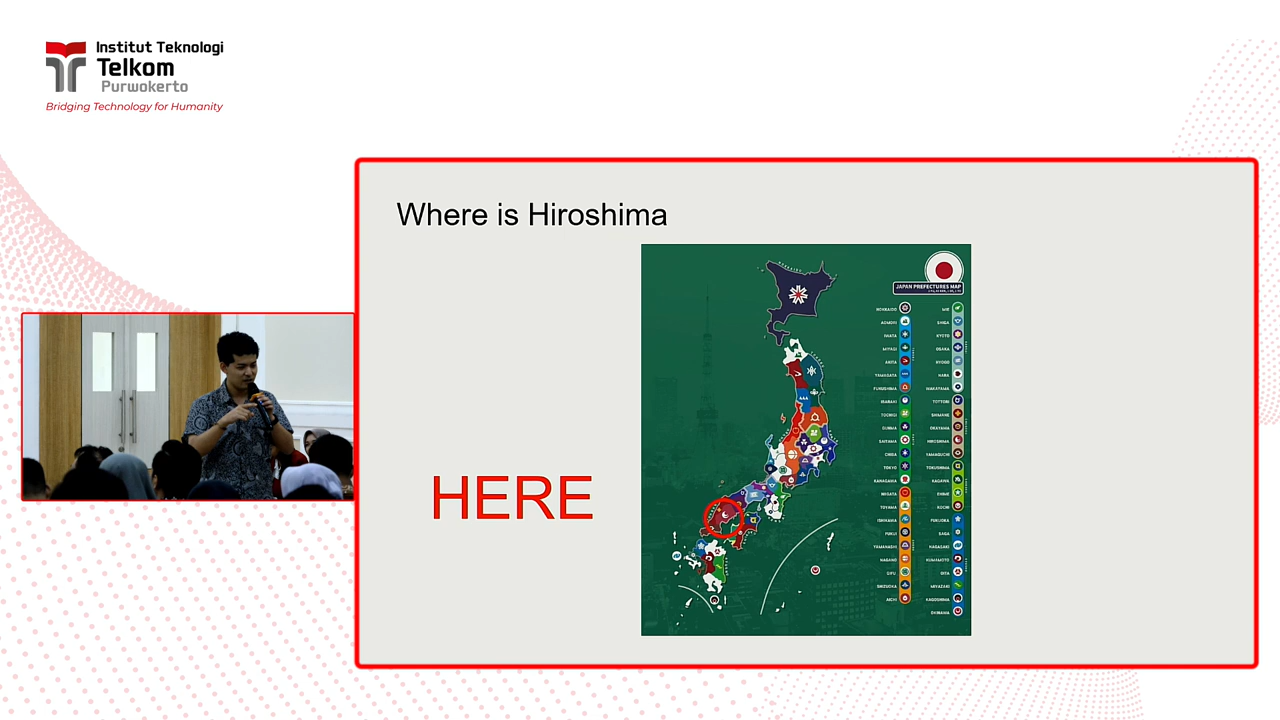 Institut Teknologi
Telkom
Purwokerto
Bridging Technology for Humanity
Where is Hiroshima
HERE
HOKKAIDO
JAPAN PREFECTURES MAP
HOKKAIDO
AOMORI
IWATA
MIYAGI
AKITA
YAMAGATA
FUKUSHIMA
IBARAKI
TOCHIGI
GUNMA
SAITAMA
CHIBA
TOKYO
KANAGAWA
NIIGATA
TOYAMA
ISHIKAWA
FUKUI
YAMANASHI
NAGANO
GIFU
SHIZUOKA
AICHI
MIE
SHIGA
KYOTO
OSAKA
HYOGO
NARA
WAKAYAMA
TOTTORI
SHIMANE
OKAYAMA
HIROSHIMA
YAMAGUCHI
TOKUSHIMA
KAGAWA
EHIME
KOCHI
FUKUOKA
SAGA
NAGASAKI
KUMAMOTO
OITA
MIYAZAKI
KAGOSHIMA
OKINAWA